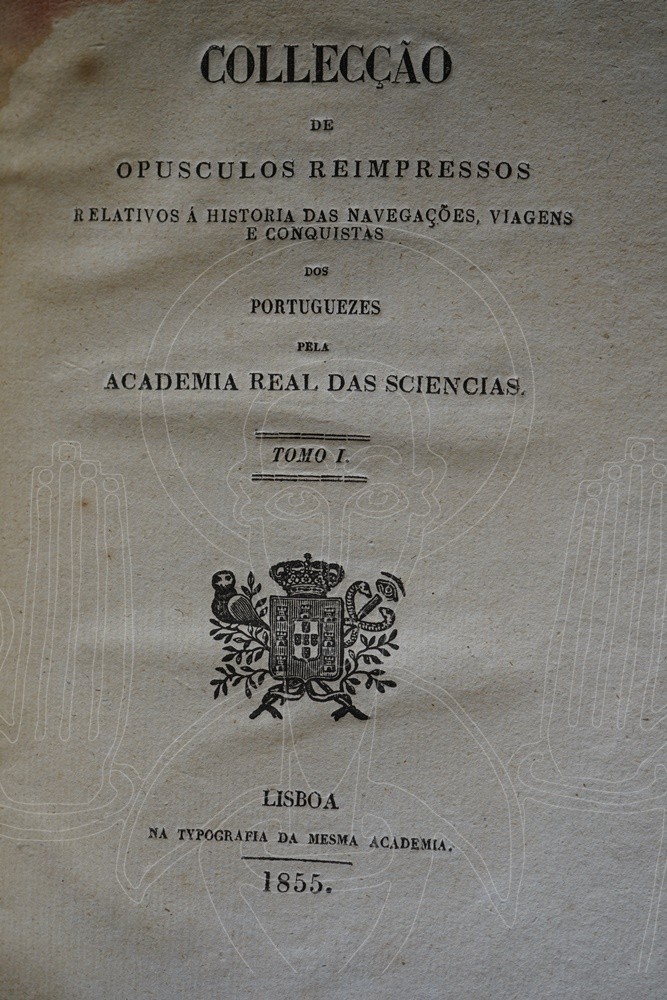 COLLECÇÃO
DE
OPUSCULOS REIMPRESSOS
RELATIVOS Á HISTORIA DAS NAVEGAÇÕES, VIAGENS
E CONQUISTAS
DOS
PORTUGUEZES
PELA
ACADEMIA REAL DAS SCIENCIAS.
TOMO I.
LISBOA
NA TYPOGRAFIA DA MESMA ACADEMIA.
1855.